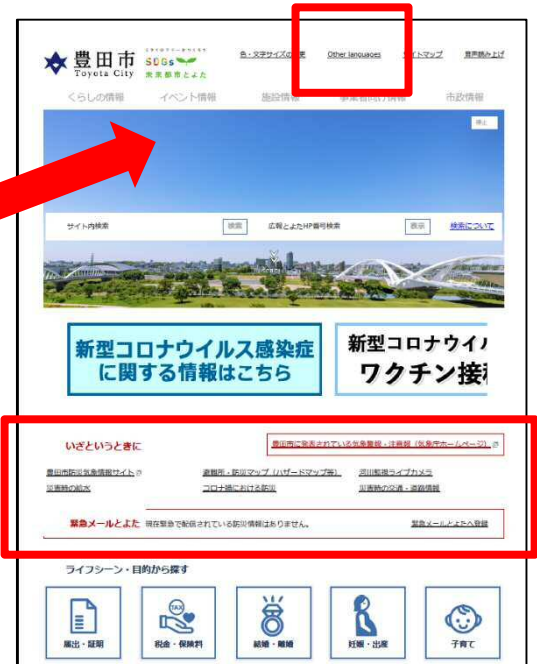 豊田市
Toyota City
SDGs
未来都市とよた
色・文字サイズの変更 Other languages サイトマップ 音声読み上げ
くらしの情報 イベント情報 施設情報 事業者向け情報 市政情報
停止
サイト内検索 検索 広報とよたHP番号検索 表示 検索について
新型コロナウイルス感染症
に関する情報はこちら
新型コロナウイ
ワクチン接
いざというときに
豊田市に発表されている気象警報・注意報（気象庁ホームページ）
豊田市防災気象情報サイト 避難所・防災マップ（ハザードマップ等） 河川監視ライブカメラ
災害時の給水 コロナ禍における防災 災害時の交通・道路情報
緊急メールとよた 現在緊急で配信されている防災情報はありません。 緊急メールとよたへ登録
ライフシーン・目的から探す
TAX
届出・証明 税金・保険料 結婚・離婚 妊娠・出産 子育て